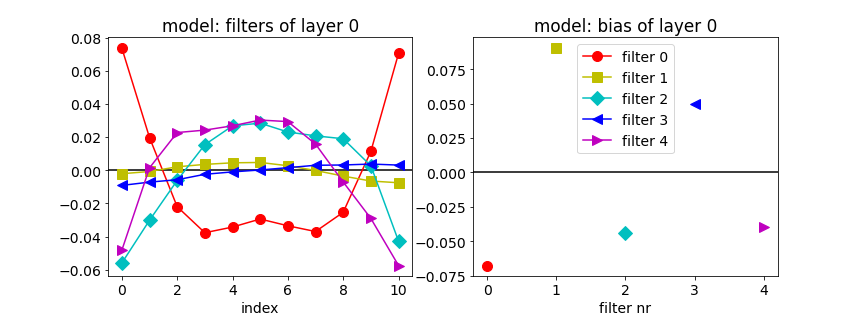 model: filters of layer 0
0.08
0.06
0.04
0.02
0.00
−0.02
−0.04
−0.06
0
2
4
6
8
10
index
model: bias of layer 0
0.075
0.050
0.025
0.000
−0.025
−0.050
−0.075
filter 0
filter 1
filter 2
filter 3
filter 4
0
1
2
3
4
filter nr